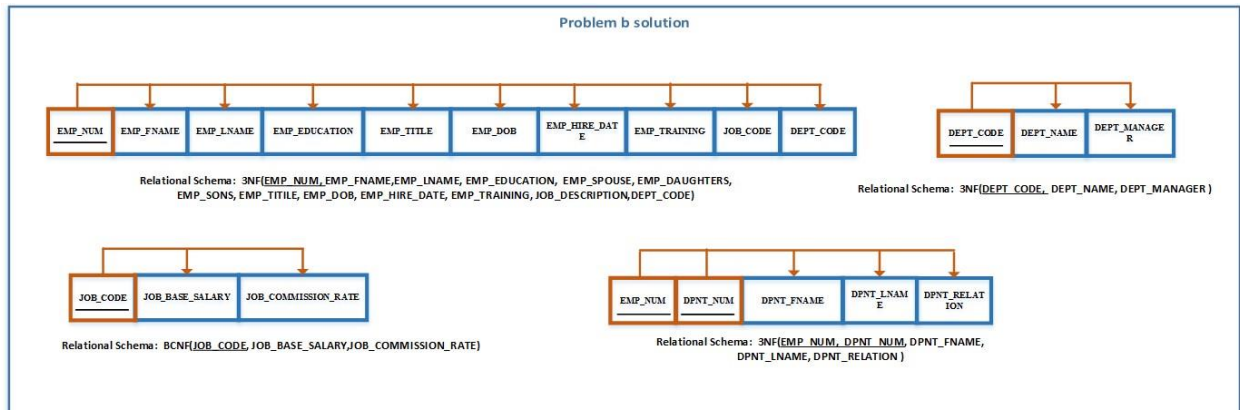 Problem b solution
EMP_NUM EMP_FNAME EMP_LNAME EMP_EDUCATION EMP_TITLE EMP_DOB EMP_HIRE_DAT
E EMP_TRAINING JOB_CODE DEPT_CODE
DEPT_CODE DEPT_NAME DEPT_MANAGE
R
Relational Schema: 3NF(EMP_NUM, EMP_FNAME,EMP_LNAME, EMP_EDUCATION, EMP_SPOUSE, EMP_DAUGHTERS,
EMP_SONS, EMP_TITILE, EMP_DOB, EMP_HIRE_DATE, EMP_TRAINING, JOB_DESCRIPTION,DEPT_CODE)
Relational Schema: 3NF(DEPT_CODE, DEPT_NAME, DEPT_MANAGER )
JOB_CODE JOB_BASE_SALARY JOB_COMMISSION_RATE
Relational Schema: BCNF(JOB_CODE, JOB_BASE_SALARY,JOB_COMMISSION_RATE)
EMP_NUM DPNT_NUM DPNT_FNAME DPNT_LNAM
E DPNT_RELAT
ION
Relational Schema: 3NF(EMP_NUM, DPNT_NUM, DPNT_FNAME,
DPNT_LNAME, DPNT_RELATION )